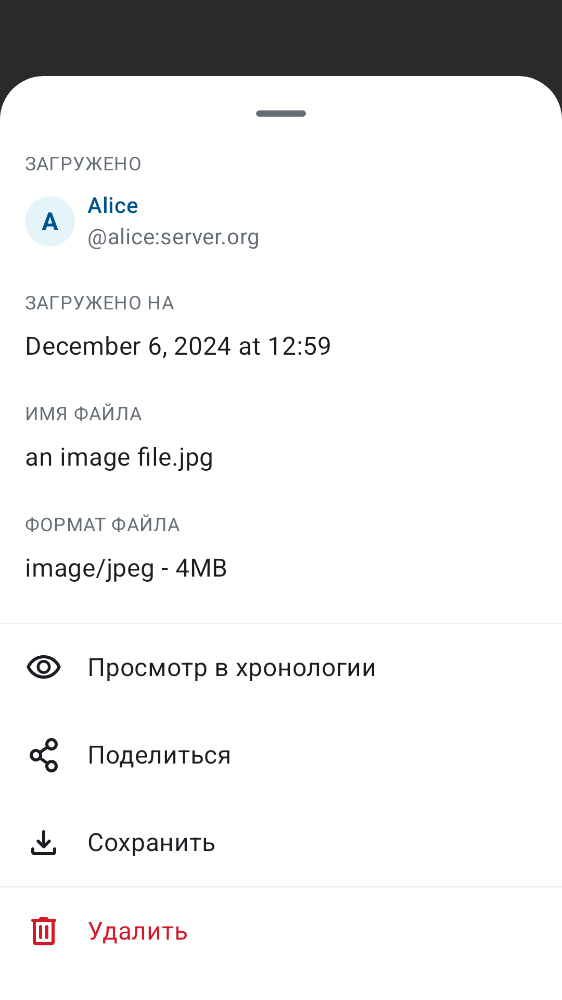 ЗАГРУЖЕНО
A
Alice
@alice:server.org
ЗАГРУЖЕНО НА
December 6, 2024 at 12:59
ИМЯ ФАЙЛА
an image file.jpg
ФОРМАТ ФАЙЛА
image/jpeg - 4MB
Просмотр в хронологии
Поделиться
Сохранить
Удалить